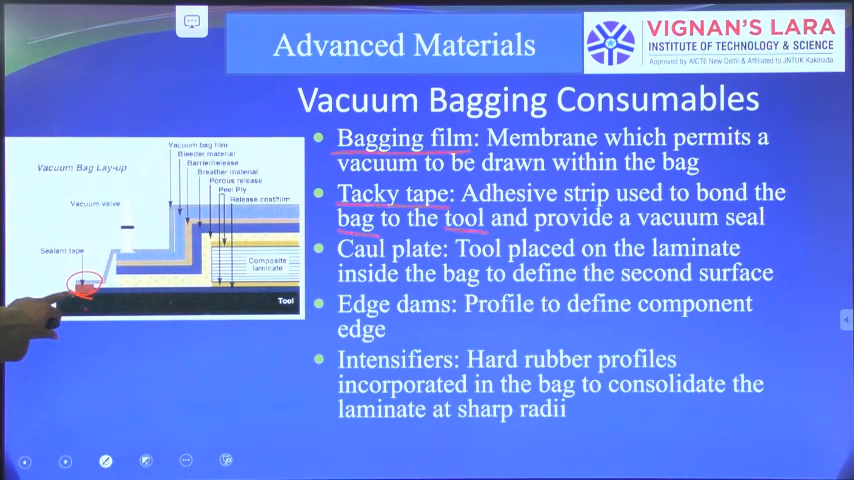 Advanced Materials
VIGNAN'S LARA
INSTITUTE OF TECHNOLOGY & SCIENCE
Approved by AICTE New Delhi & Affiliated to JNTUK Kakinada
Vacuum Bagging Consumables
Vacuum Bag Lay-up
Vacuum bag film
Bleeder material
Barrier/release
Breather material
Porous release
Peel Ply
Release coat/film
Vacuum valve
Sealant tape
Composite
laminate
Tool
Bagging film: Membrane which permits a
vacuum to be drawn within the bag
Tacky tape: Adhesive strip used to bond the
bag to the tool and provide a vacuum seal
Caul plate: Tool placed on the laminate
inside the bag to define the second surface
Edge dams: Profile to define component
edge
Intensifiers: Hard rubber profiles
incorporated in the bag to consolidate the
laminate at sharp radii